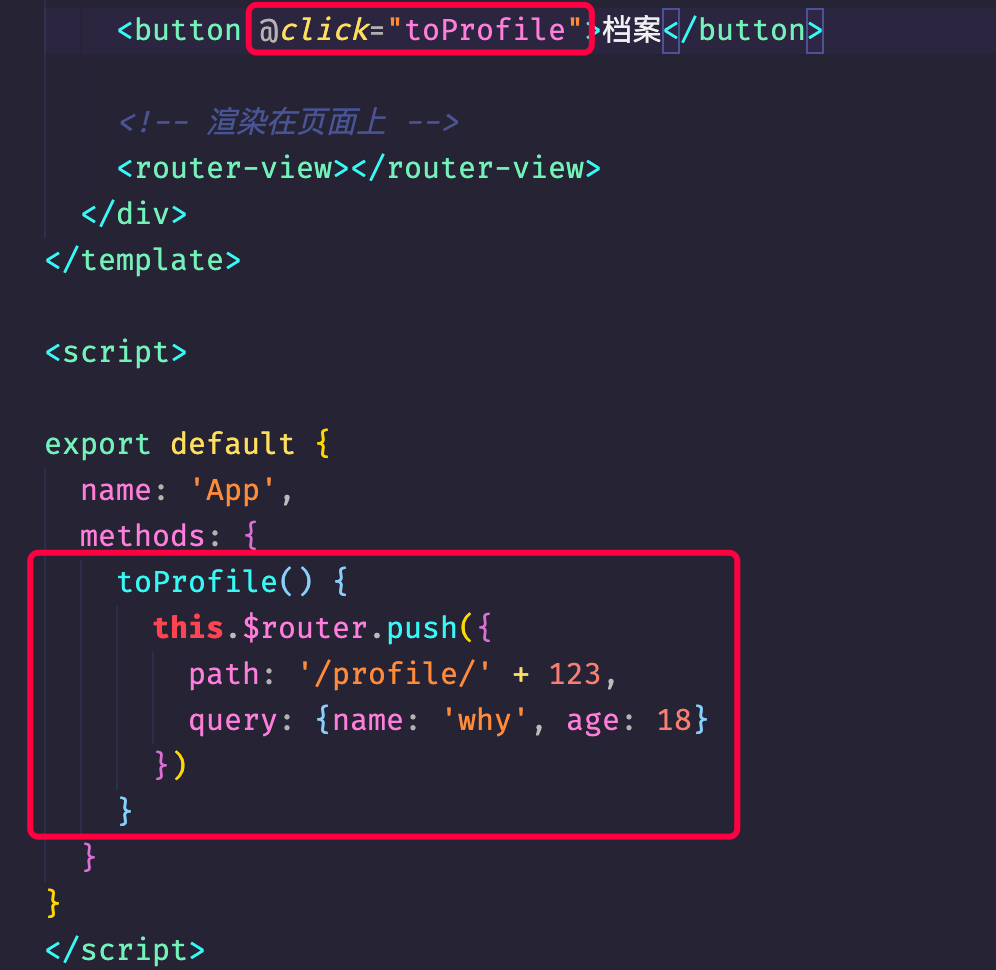 <button @click="toProfile">档案</button>
<!-- 渲染在页面上 -->
<router-view></router-view>
</div>
</template>
<script>
export default {
name: 'App',
methods: {
toProfile() {
this.$router.push({
path: '/profile/' + 123,
query: {name: 'why', age: 18}
})
}
}
}
</script>